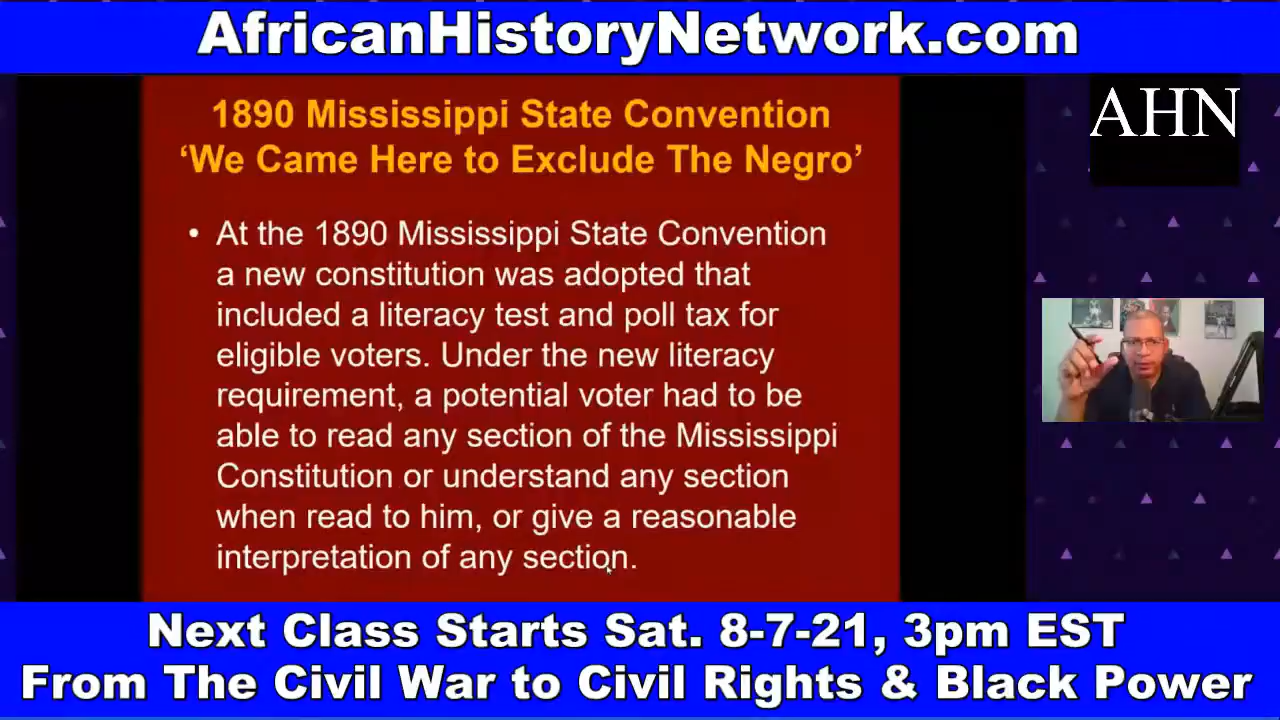 AfricanHistoryNetwork.com
AHN
1890 Mississippi State Convention
‘We Came Here to Exclude The Negro’
• At the 1890 Mississippi State Convention
a new constitution was adopted that
included a literacy test and poll tax for
eligible voters. Under the new literacy
requirement, a potential voter had to be
able to read any section of the Mississippi
Constitution or understand any section
when read to him, or give a reasonable
interpretation of any section.
Next Class Starts Sat. 8-7-21, 3pm EST
From The Civil War to Civil Rights & Black Power